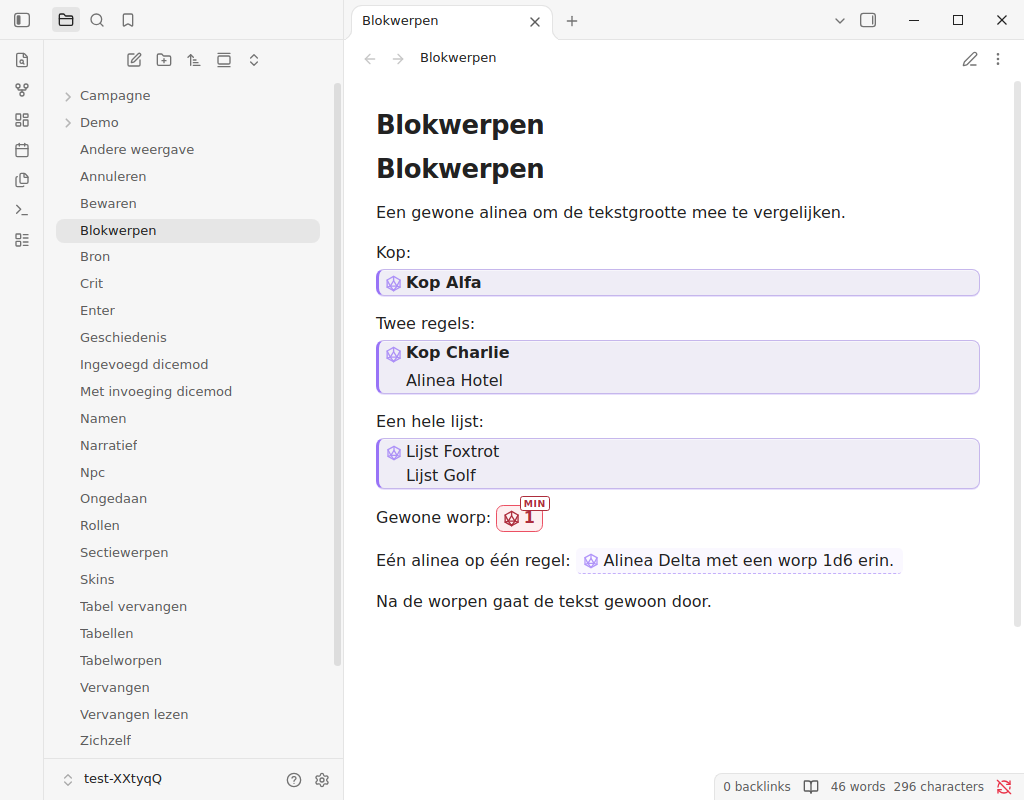 Blokwerpen
Blokwerpen
Campagne
Demo
Andere weergave
Annuleren
Bewaren
Blokwerpen
Bron
Crit
Enter
Geschiedenis
Ingevoegd dicemod
Met invoeging dicemod
Namen
Narratief
Npc
Ongedaan
Rollen
Sectiewerpen
Skins
Tabel vervangen
Tabellen
Tabelworpen
Vervangen
Vervangen lezen
Zichzelf
test-XXtyqQ
Blokwerpen
Blokwerpen
Een gewone alinea om de tekstgrootte mee te vergelijken.
Kop:
Kop Alfa
Twee regels:
Kop Charlie
Alinea Hotel
Een hele lijst:
Lijst Foxtrot
Lijst Golf
Gewone worp: 1 MIN
Eén alinea op één regel: Alinea Delta met een worp 1d6 erin.
Na de worpen gaat de tekst gewoon door.
0 backlinks 46 words 296 characters